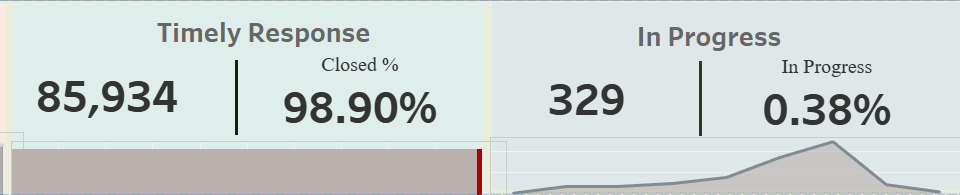 Timely Response
85,934
Closed %
98.90%
In Progress
329
In Progress
0.38%